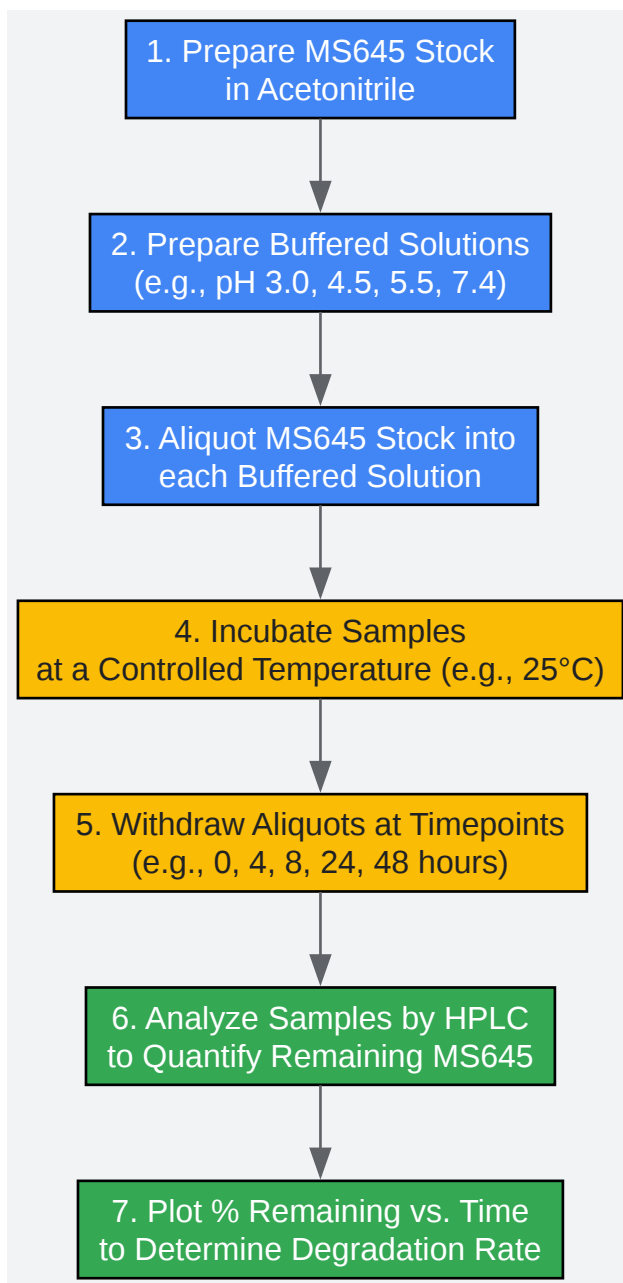 1. Prepare MS645 Stock
in Acetonitrile
2. Prepare Buffered Solutions
(e.g., pH 3.0, 4.5, 5.5, 7.4)
3. Aliquot MS645 Stock into
each Buffered Solution
4. Incubate Samples
at a Controlled Temperature (e.g., 25°C)
5. Withdraw Aliquots at Timepoints
(e.g., 0, 4, 8, 24, 48 hours)
6. Analyze Samples by HPLC
to Quantify Remaining MS645
7. Plot % Remaining vs. Time
to Determine Degradation Rate